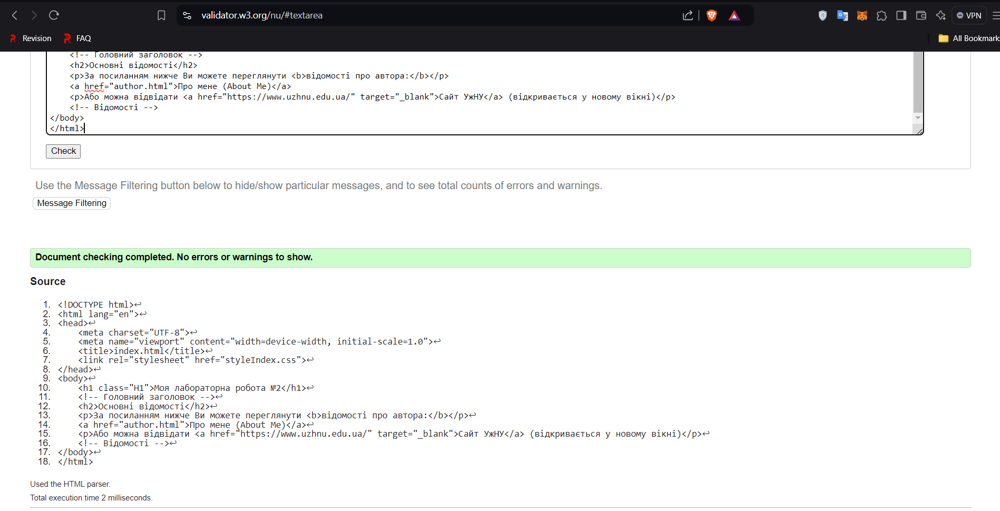 validator.w3.org/nu/#textarea
VPN
Revision
FAQ
All Bookmarks
<!-- Головний заголовок -->
<h2>Основні відомості</h2>
<p>За посиланням нижче Ви можете переглянути <b>відомості про автора:</b></p>
<a href="author.html">Про мене (About Me)</a>
<p>Або можна відвідати <a href="https://www.uzhnu.edu.ua/" target="_blank">Сайт УжНУ</a> (відкривається у новому вікні)</p>
<!-- Відомості -->
</body>
</html>
Check
Use the Message Filtering button below to hide/show particular messages, and to see total counts of errors and warnings.
Message Filtering
Document checking completed. No errors or warnings to show.
Source
1. <!DOCTYPE html>↩
2. <html lang="en">↩
3. <head>↩
4. <meta charset="UTF-8">↩
5. <meta name="viewport" content="width=device-width, initial-scale=1.0">↩
6. <title>index.html</title>↩
7. <link rel="stylesheet" href="styleIndex.css">↩
8. </head>↩
9. <body>↩
10. <h1 class="H1">Моя лабораторна робота №2</h1>↩
11. <!-- Головний заголовок -->↩
12. <h2>Основні відомості</h2>↩
13. <p>За посиланням нижче Ви можете переглянути <b>відомості про автора:</b></p>↩
14. <a href="author.html">Про мене (About Me)</a>↩
15. <p>Або можна відвідати <a href="https://www.uzhnu.edu.ua/" target="_blank">Сайт УжНУ</a> (відкривається у новому вікні)</p>↩
16. <!-- Відомості -->↩
17. </body>↩
18. </html>
Used the HTML parser.
Total execution time 2 milliseconds.